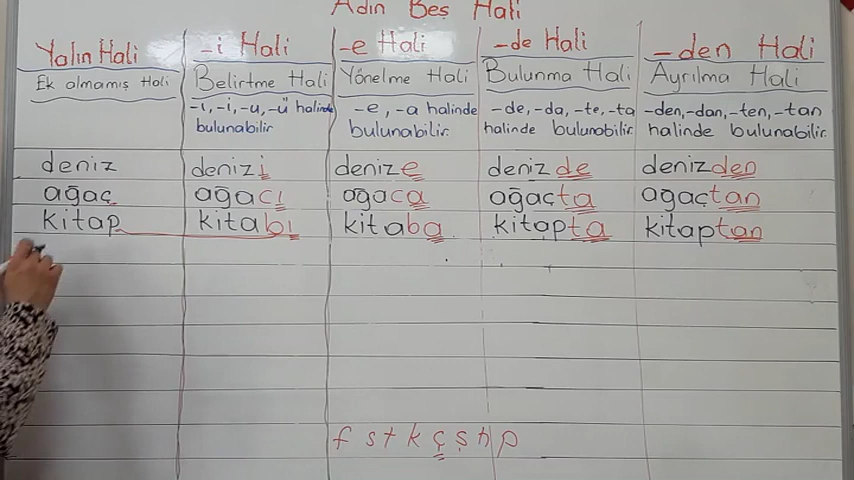 Adın Beş Hali
Yalın Hali -i Hali -e Hali -de Hali -den Hali
Ek almamış Hali Belirtme Hali Yönelme Hali Bulunma Hali Ayrılma Hali
-ı, -i, -u, -ü halinde -e, -a halinde -de, -da, -te, -ta -den, -dan, -ten, -tan
bulunabilir bulunabilir. halinde bulunabilir. halinde bulunabilir.
deniz denizi denize denizde denizden
ağaç ağacı ağaca ağaçta ağaçtan
kitap kitabı kitaba kitapta kitaptan
f s t k ç ş h p